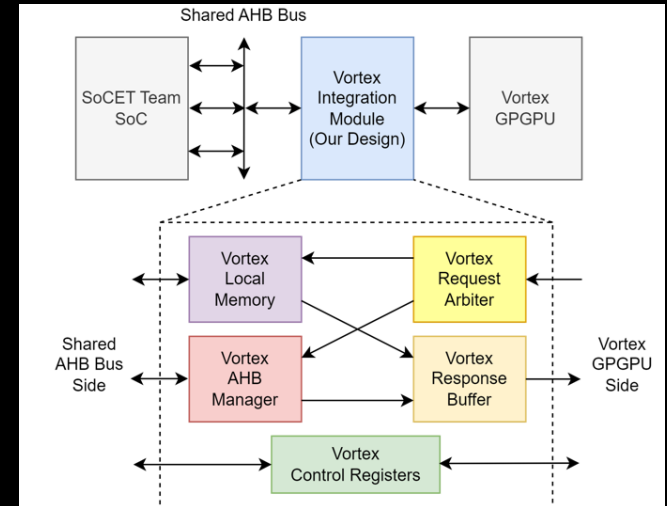 Shared AHB Bus
SoCET Team
SoC
Vortex
Integration
Module
(Our Design)
Vortex
GPGPU
Vortex
Local
Memory
Vortex
Request
Arbiter
Shared
AHB Bus
Side
Vortex
AHB
Manager
Vortex
Response
Buffer
Vortex
GPGPU
Side
Vortex
Control Registers